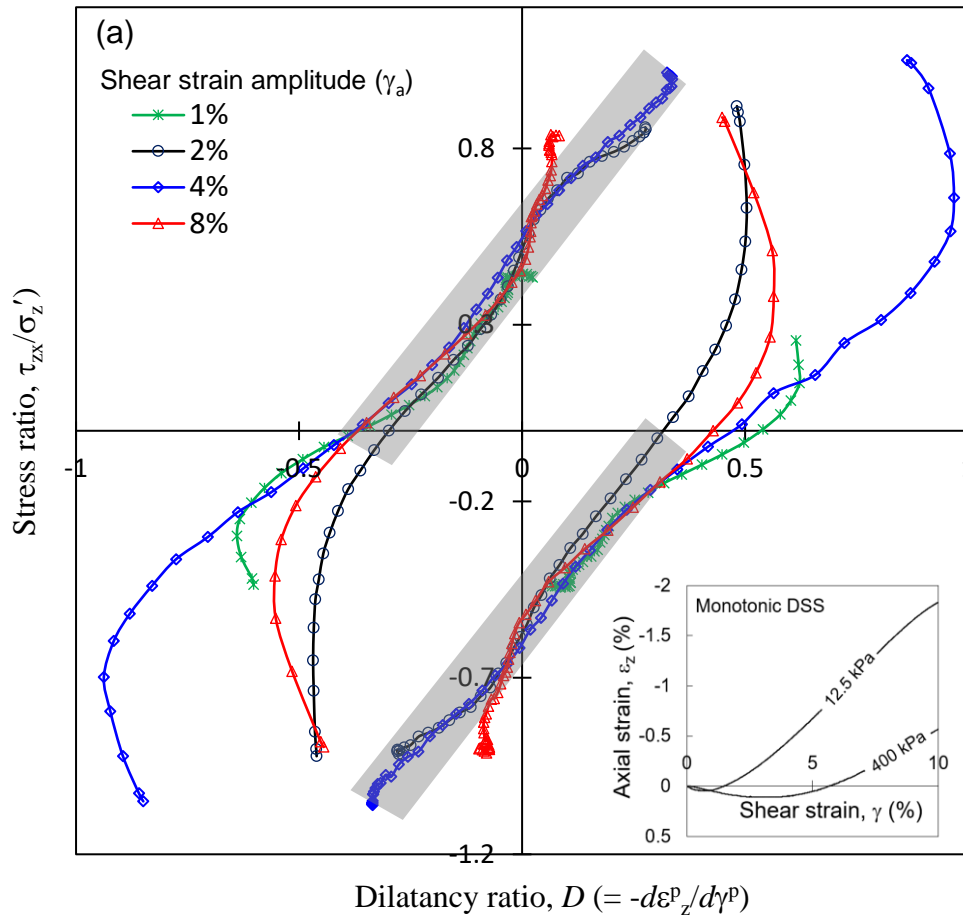 (a)
Shear strain amplitude (γₐ)
1%
2%
4%
8%
0.8
0.3
-1
-0.5
0
0.5
-0.2
-0.7
-1.2
Stress ratio, τzx/σz′
Dilatancy ratio, D (= -dεᵖz/dγᵖ)
Monotonic DSS
-2
-1.5
-1
-0.5
0
0.5
0
5
10
12.5 kPa
400 kPa
Axial strain, εz (%)
Shear strain, γ (%)